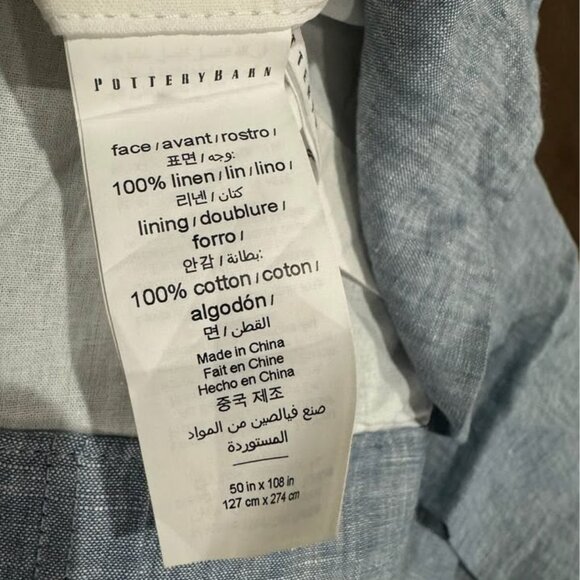 POTTERY BARN
face / avant / rostro /
표면 / وجه:
100% linen / lin / lino /
리넨 / كتان
lining / doublure /
forro /
안감 / بطانة:
100% cotton / coton /
algodón /
면 / القطن
Made in China
Fait en Chine
Hecho en China
중국 제조
صنع فيالصين من المواد
المستوردة
50 in x 108 in
127 cm x 274 cm